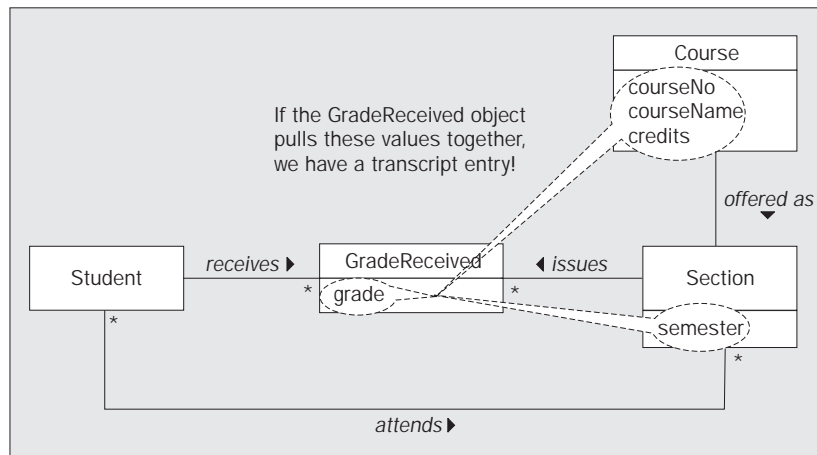 Course
courseNo
courseName
credits
If the GradeReceived object
pulls these values together,
we have a transcript entry!
offered as
Student
receives
GradeReceived
issues
Section
*
grade
*
semester
*
*
attends